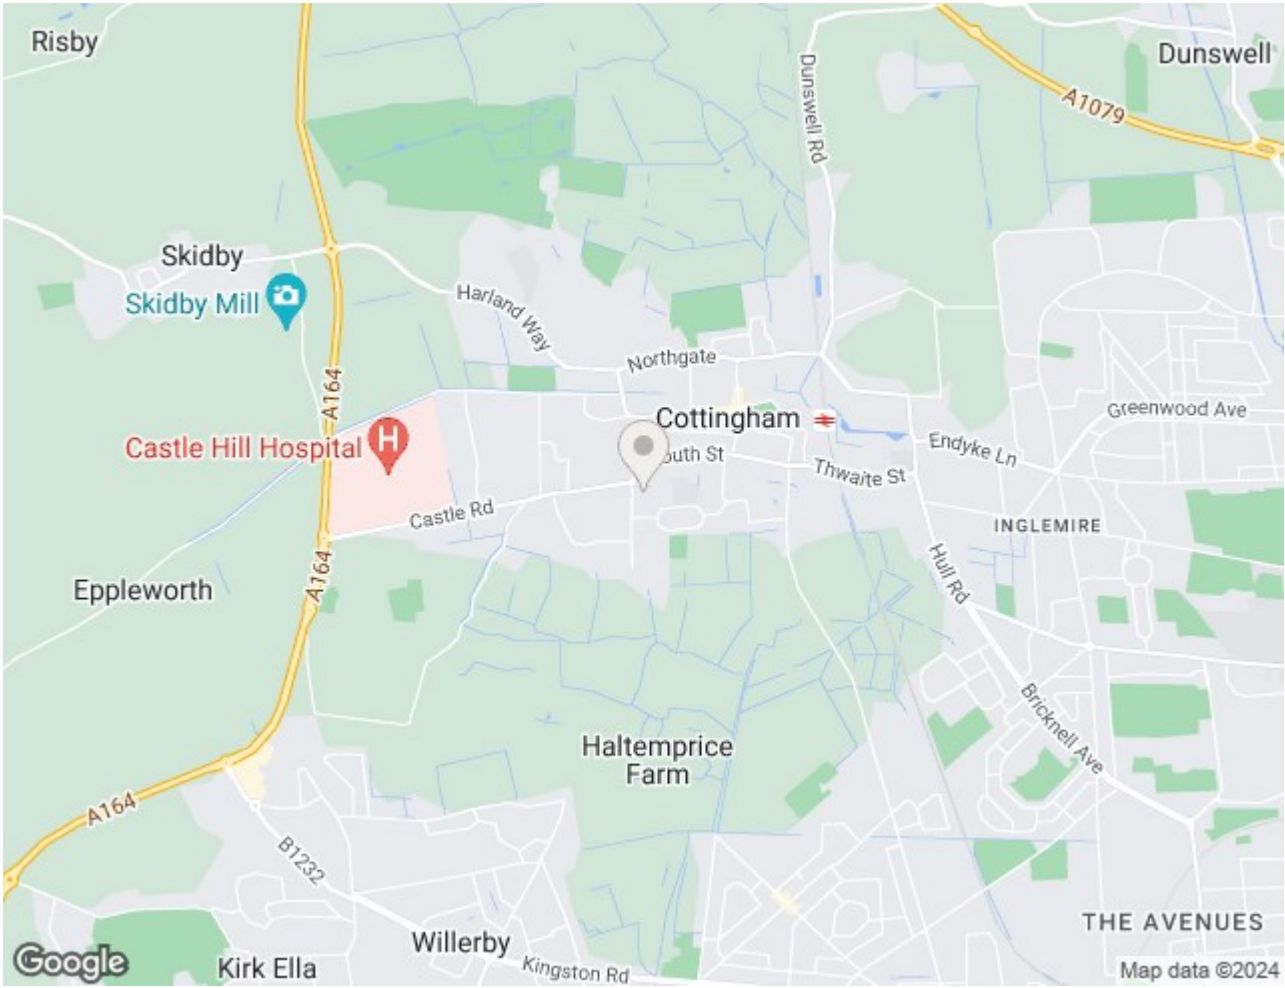 Risby
Dunswell
A1079
Dunswell Rd
Skidby
Skidby Mill
Harland Way
Northgate
A164
Cottingham
Greenwood Ave
Castle Hill Hospital
H
outh St
Endyke Ln
Thwaite St
Castle Rd
INGLEMIRE
A164
Hull Rd
Eppleworth
Bricknell Ave
Haltemprice
Farm
A164
B1232
THE AVENUES
Willerby
Kirk Ella
Kingston Rd
Google
Map data ©2024